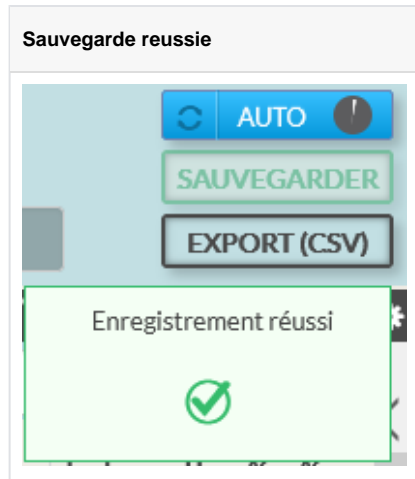 Sauvegarde reussie
AUTO
SAUVEGARDER
EXPORT (CSV)
Enregistrement réussi